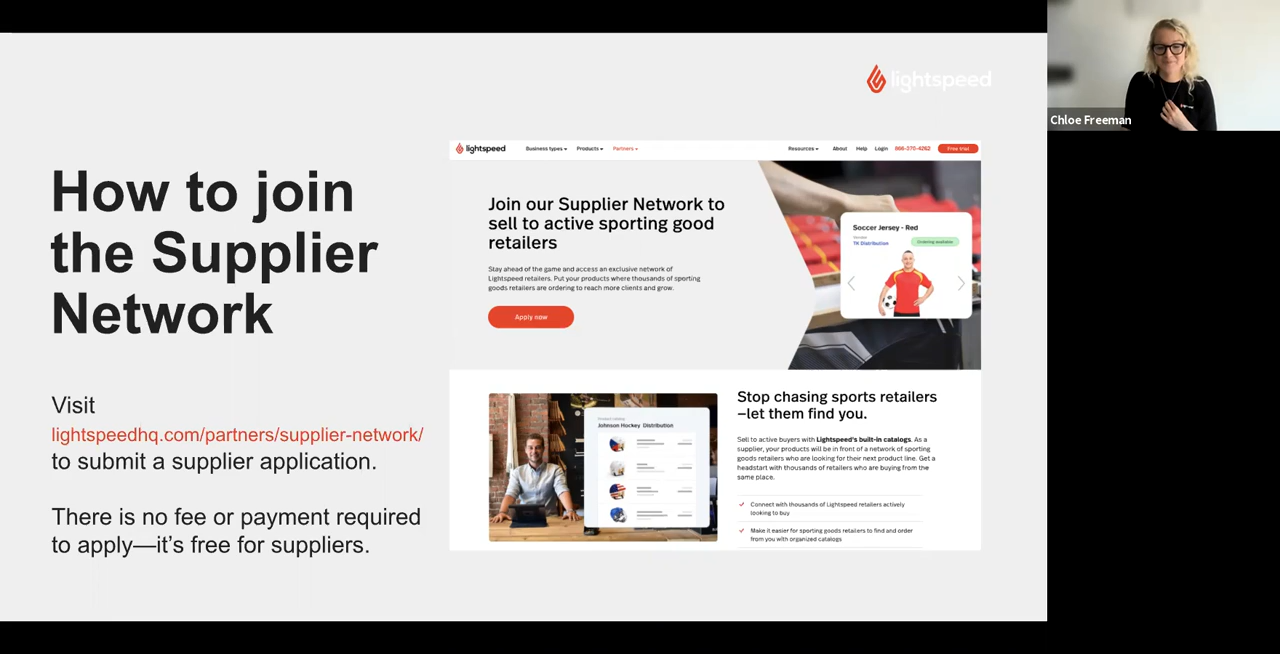 lightspeed
Chloe Freeman
How to join
the Supplier
Network
Visit
lightspeedhq.com/partners/supplier-network/
to submit a supplier application.
There is no fee or payment required
to apply—it's free for suppliers.
lightspeed
Business types
Products
Partners
Resources
About
Help
Login
866-370-4262
Free trial
Join our Supplier Network to
sell to active sporting good
retailers
Stay ahead of the game and access an exclusive network of
Lightspeed retailers. Put your products where thousands of sporting
goods retailers are ordering to reach more clients and grow.
Apply now
Soccer Jersey - Red
TK Distribution
Ordering available
Product catalog
Johnson Hockey Distribution
Stop chasing sports retailers
—let them find you.
Sell to active buyers with Lightspeed's built-in catalogs. As a
supplier, your products will be in front of a network of sporting
goods retailers who are looking for their next product line. Get a
headstart with thousands of retailers who are buying from the
same place.
Connect with thousands of Lightspeed retailers actively
looking to buy
Make it easier for sporting goods retailers to find and order
from you with organized catalogs